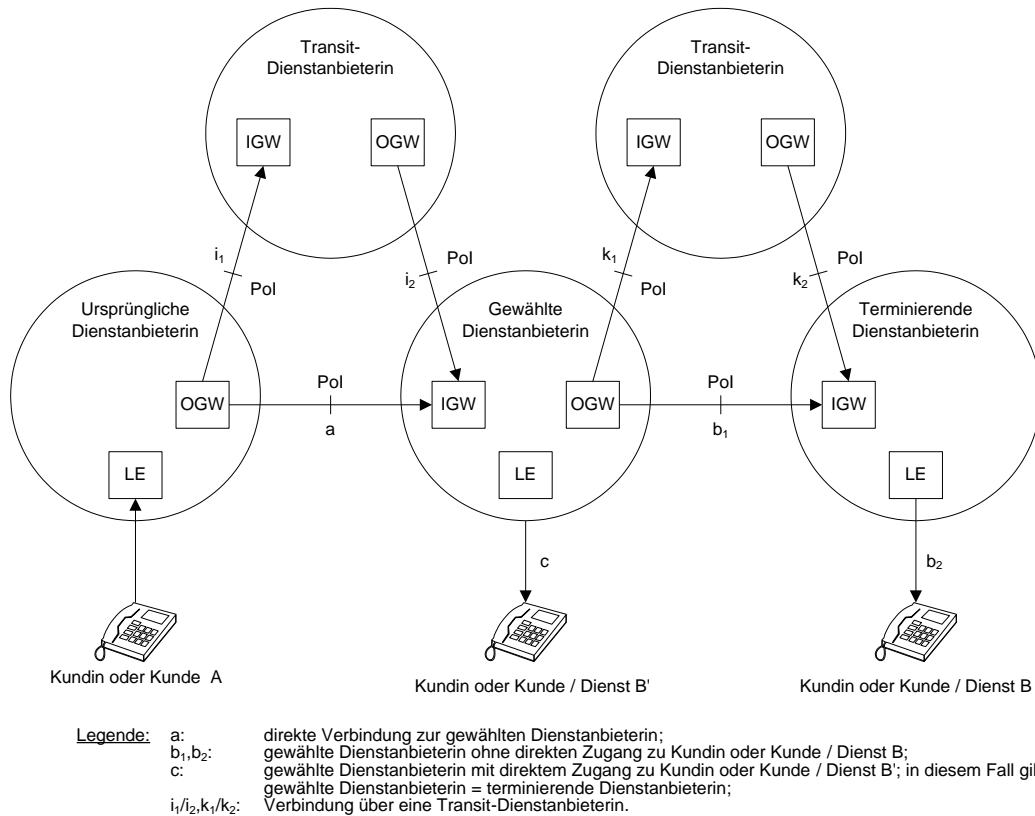 Transit-
Dienstanbieterin
Transit-
Dienstanbieterin
IGW
OGW
IGW
OGW
i₁
PoI
PoI
i₂
k₁
PoI
PoI
k₂
Ursprüngliche
Dienstanbieterin
Gewählte
Dienstanbieterin
Terminierende
Dienstanbieterin
OGW
PoI
a
IGW
OGW
PoI
b₁
IGW
LE
LE
LE
c
b₂
Kundin oder Kunde A
Kundin oder Kunde / Dienst B'
Kundin oder Kunde / Dienst B
Legende: a: direkte Verbindung zur gewählten Dienstanbieterin;
b₁,b₂: gewählte Dienstanbieterin ohne direkten Zugang zu Kundin oder Kunde / Dienst B;
c: gewählte Dienstanbieterin mit direktem Zugang zu Kundin oder Kunde / Dienst B'; in diesem Fall
gewählte Dienstanbieterin = terminierende Dienstanbieterin;
i₁/i₂,k₁/k₂: Verbindung über eine Transit-Dienstanbieterin.